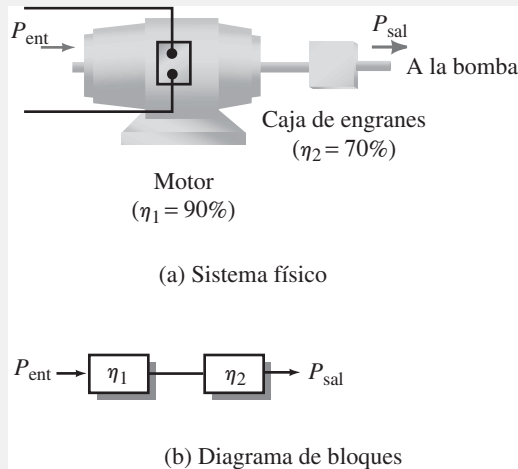 P_ent
P_sal
A la bomba
Caja de engranes
(η₂ = 70%)
Motor
(η₁ = 90%)
(a) Sistema físico
P_ent η₁ η₂ P_sal
(b) Diagrama de bloques